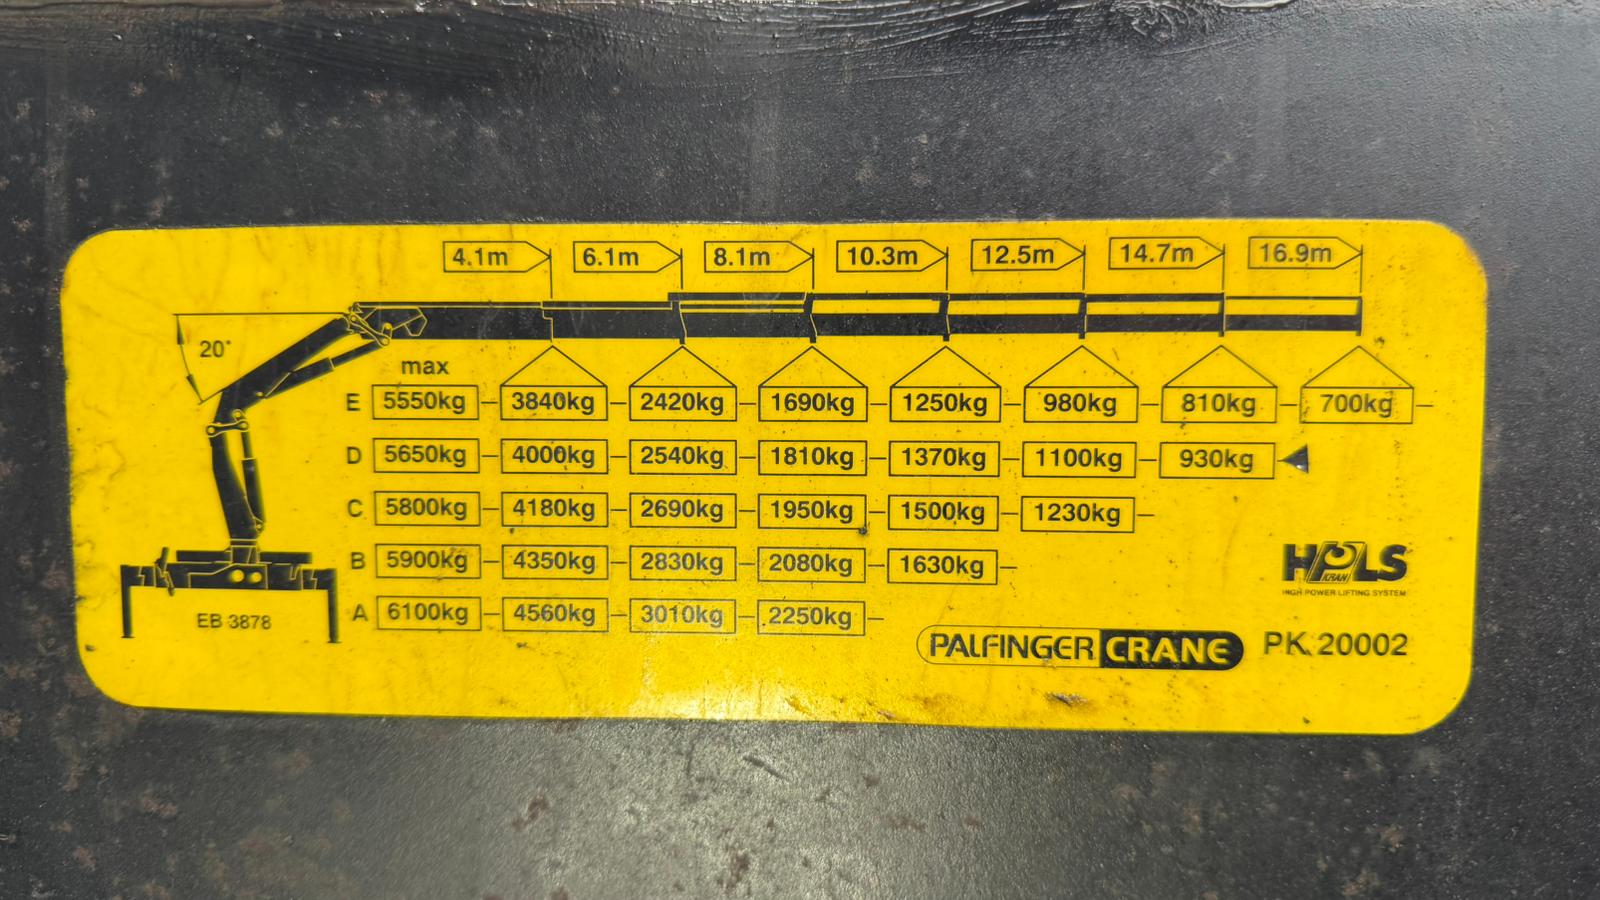 4.1m 6.1m 8.1m 10.3m 12.5m 14.7m 16.9m
20°
max
E 5550kg 3840kg 2420kg 1690kg 1250kg 980kg 810kg 700kg
D 5650kg 4000kg 2540kg 1810kg 1370kg 1100kg 930kg
C 5800kg 4180kg 2690kg 1950kg 1500kg 1230kg
B 5900kg 4350kg 2830kg 2080kg 1630kg
A 6100kg 4560kg 3010kg 2250kg
EB 3878
HPLS
KRAN
HIGH POWER LIFTING SYSTEM
PALFINGER CRANE PK 20002